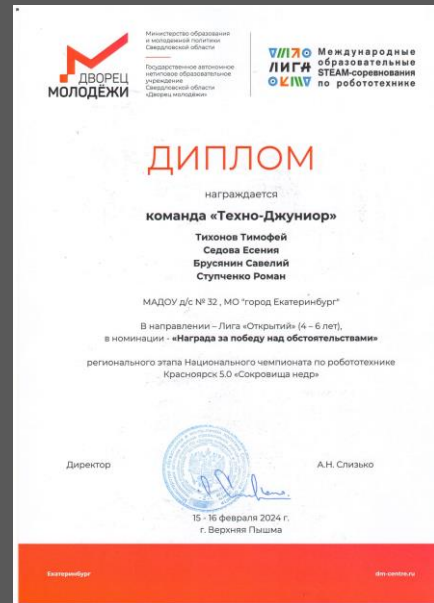 ДВОРЕЦ
МОЛОДЁЖИ
Министерство образования
и молодежной политики
Свердловской области
Государственное автономное
нетиповое образовательное
учреждение
Свердловской области
«Дворец молодёжи»
ЛИГА
Международные
образовательные
STEAM-соревнования
по робототехнике
ДИПЛОМ
награждается
команда «Техно-Джуниор»
Тихонов Тимофей
Седова Есения
Брусянин Савелий
Ступченко Роман
МАДОУ д/с № 32 , МО "город Екатеринбург"
В направлении – Лига «Открытий» (4 – 6 лет),
в номинации - «Награда за победу над обстоятельствами»
регионального этапа Национального чемпионата по робототехнике
Красноярск 5.0 «Сокровища недр»
Директор
А.Н. Слизько
15 - 16 февраля 2024 г.
г. Верхняя Пышма
Екатеринбург
dm-centre.ru